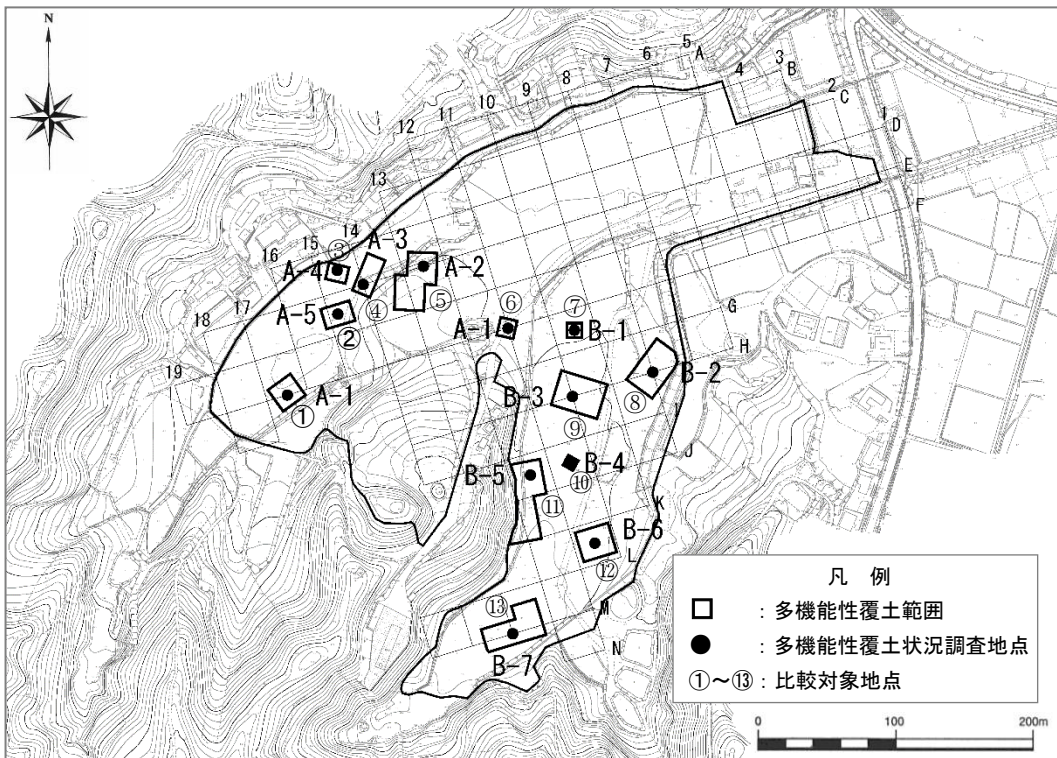 N
5
A
6
7
8
9
10
11
12
13
14
15
16
17
18
19
4
3
B
2
C
1
D
E
F
G
H
J
K
L
M
N
A-3
③
A-4
④
A-2
⑤
A-5
②
A-1
①
⑥
A-1
⑦
B-1
B-2
⑧
B-3
⑨
B-4
⑩
B-5
⑪
B-6
⑫
⑬
B-7
凡 例
：多機能性覆土範囲
：多機能性覆土状況調査地点
①～⑬：比較対象地点
0 100 200m